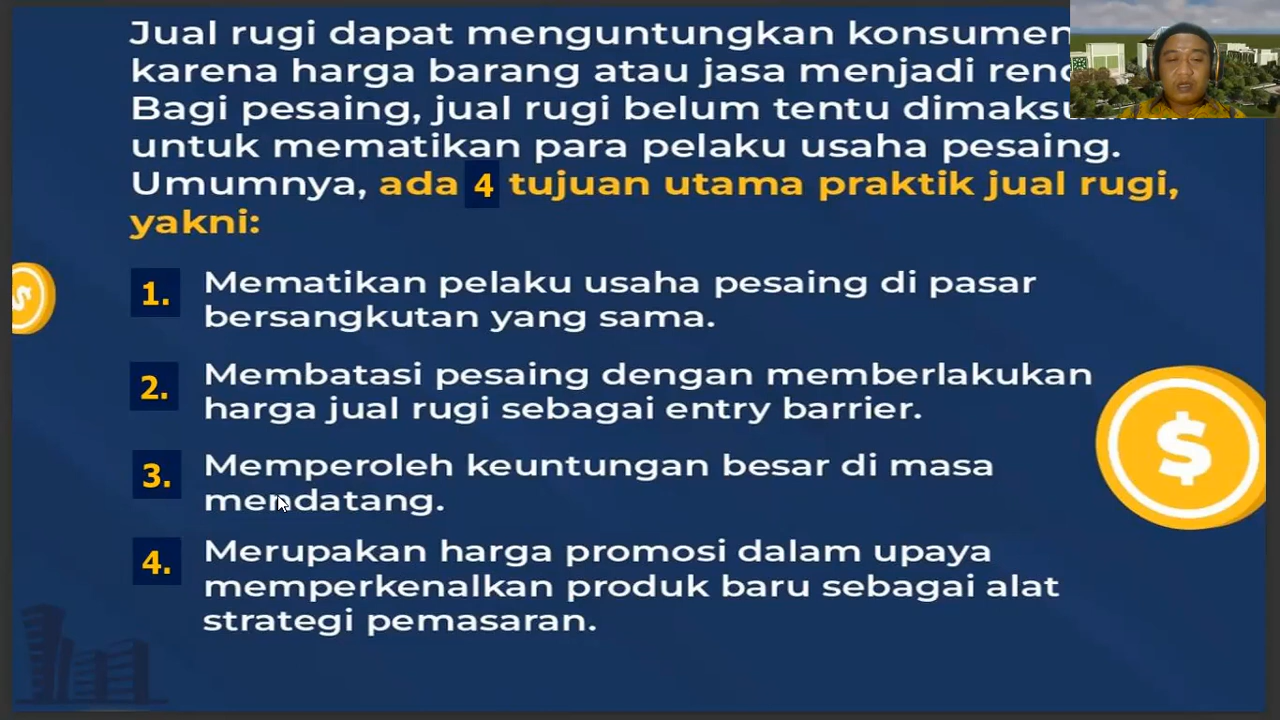 Jual rugi dapat menguntungkan konsumen
karena harga barang atau jasa menjadi
Bagi pesaing, jual rugi belum tentu
untuk mematikan para pelaku usaha pesaing.
Umumnya, ada 4 tujuan utama praktik jual rugi,
yakni:
1. Mematikan pelaku usaha pesaing di pasar
bersangkutan yang sama.
2. Membatasi pesaing dengan memberlakukan
harga jual rugi sebagai entry barrier.
3. Memperoleh keuntungan besar di masa
mendatang.
4. Merupakan harga promosi dalam upaya
memperkenalkan produk baru sebagai alat
strategi pemasaran.
$